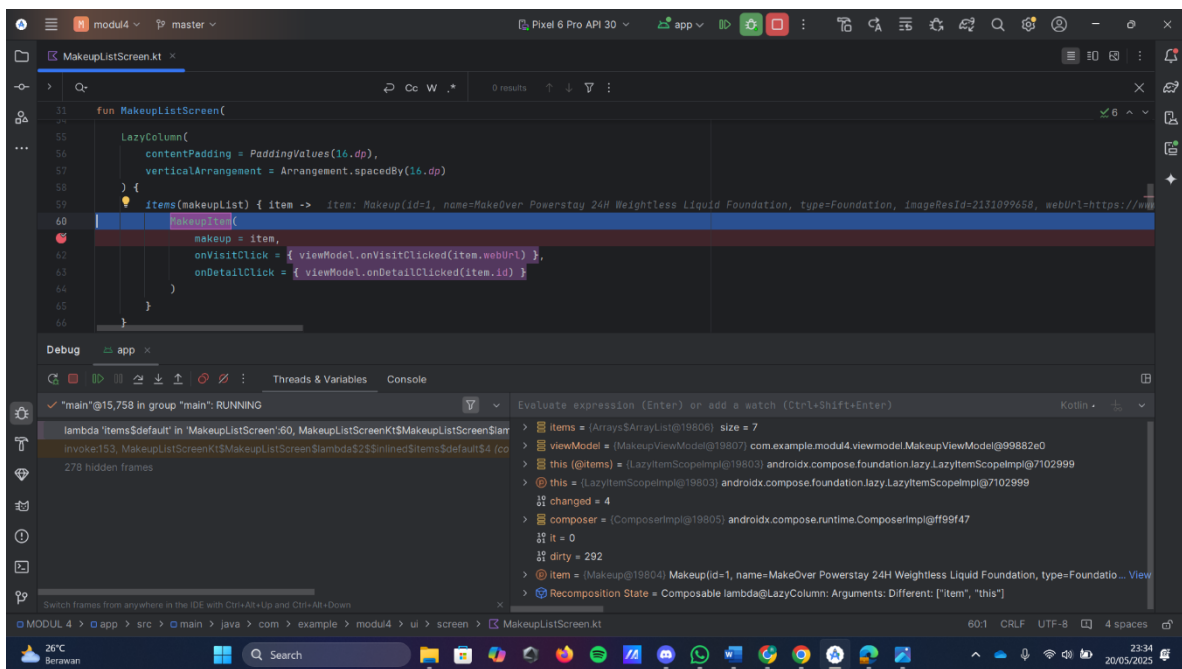 M modul4 master Pixel 6 Pro API 30 app
MakeupListScreen.kt
Cc W .* 0 results
31 fun MakeupListScreen( 6
55 LazyColumn(
56 contentPadding = PaddingValues(16.dp),
57 verticalArrangement = Arrangement.spacedBy(16.dp)
58 ) {
59 items(makeupList) { item -> item: Makeup(id=1, name=MakeOver Powerstay 24H Weightless Liquid Foundation, type=Foundation, imageResId=2131099658, webUrl=https://www
60 MakeupItem(
makeup = item,
62 onVisitClick = { viewModel.onVisitClicked(item.webUrl) },
63 onDetailClick = { viewModel.onDetailClicked(item.id) }
64 )
65 }
66 }
Debug app
Threads & Variables Console
"main"@15,758 in group "main": RUNNING
Evaluate expression (Enter) or add a watch (Ctrl+Shift+Enter) Kotlin
lambda 'items$default' in 'MakeupListScreen':60, MakeupListScreenKt$MakeupListScreen$lam
invoke:153, MakeupListScreenKt$MakeupListScreen$lambda$2$$inlined$items$default$4 (co
278 hidden frames
items = {Arrays$ArrayList@19806} size = 7
viewModel = {MakeupViewModel@19807} com.example.modul4.viewmodel.MakeupViewModel@99882e0
this (@items) = {LazyItemScopeImpl@19803} androidx.compose.foundation.lazy.LazyItemScopeImpl@7102999
this = {LazyItemScopeImpl@19803} androidx.compose.foundation.lazy.LazyItemScopeImpl@7102999
changed = 4
composer = {ComposerImpl@19805} androidx.compose.runtime.ComposerImpl@ff99f47
it = 0
dirty = 292
item = {Makeup@19804} Makeup(id=1, name=MakeOver Powerstay 24H Weightless Liquid Foundation, type=Foundatio... View
Recomposition State = Composable lambda@LazyColumn: Arguments: Different: ["item", "this"]
Switch frames from anywhere in the IDE with Ctrl+Alt+Up and Ctrl+Alt+Down
MODUL 4 > app > src > main > java > com > example > modul4 > ui > screen > MakeupListScreen.kt 60:1 CRLF UTF-8 4 spaces
26°C
Berawan
Search
23:34
20/05/2025